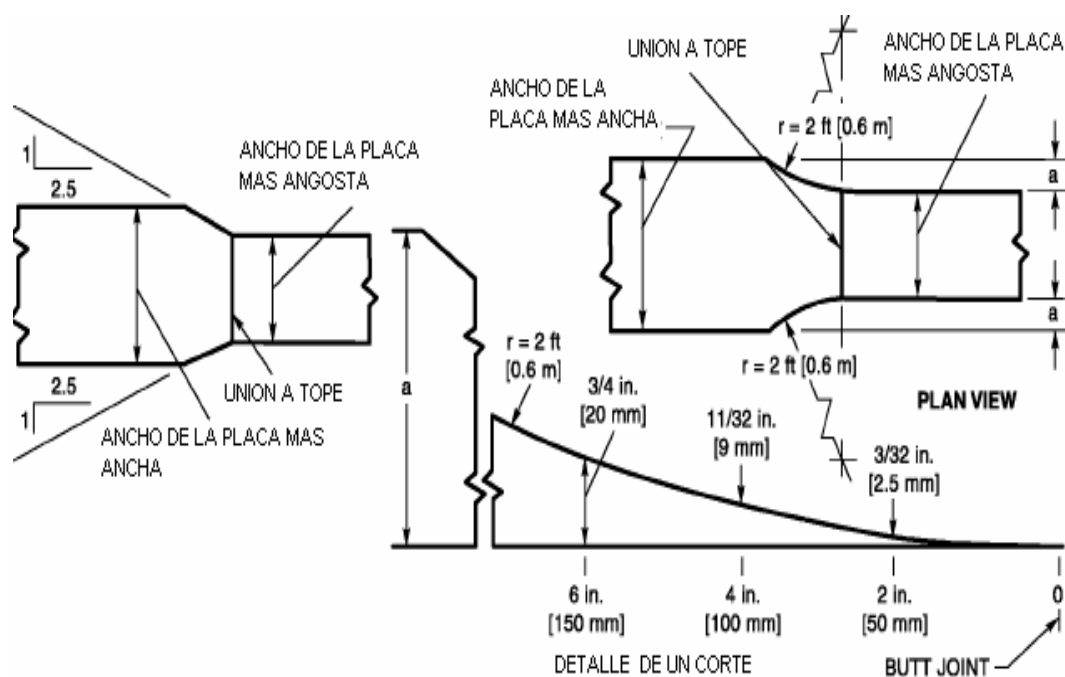 1
2.5
ANCHO DE LA PLACA
MAS ANGOSTA
2.5
1
UNION A TOPE
ANCHO DE LA PLACA MAS
ANCHA
UNION A TOPE
ANCHO DE LA PLACA
MAS ANGOSTA
ANCHO DE LA
PLACA MAS ANCHA
r = 2 ft [0.6 m]
a
a
r = 2 ft [0.6 m]
PLAN VIEW
a
r = 2 ft
[0.6 m]
3/4 in.
[20 mm]
11/32 in.
[9 mm]
3/32 in.
[2.5 mm]
6 in.
[150 mm]
4 in.
[100 mm]
2 in.
[50 mm]
0
DETALLE DE UN CORTE
BUTT JOINT